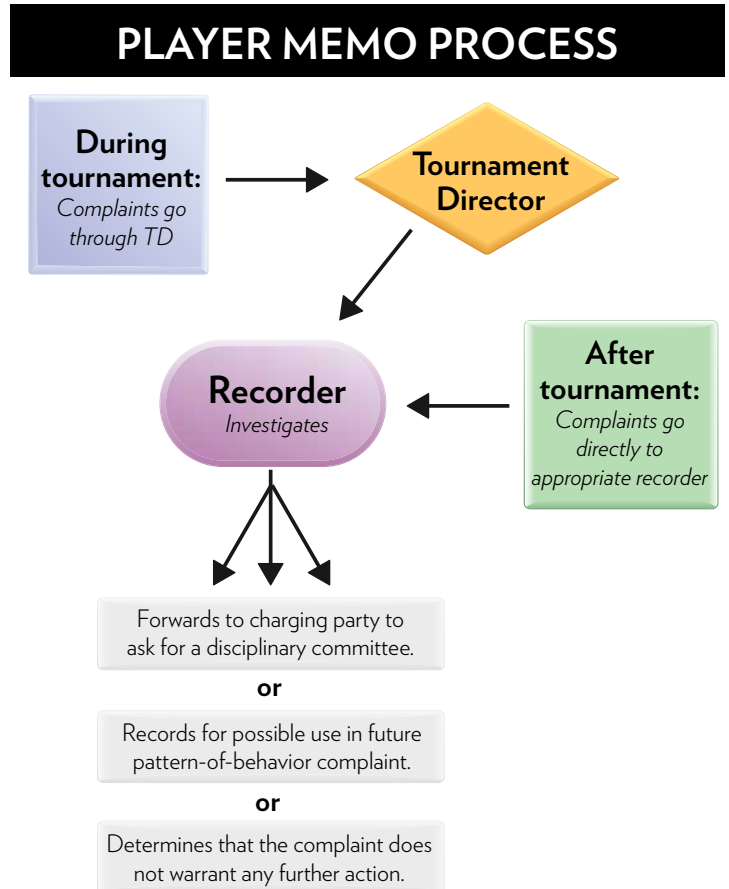 PLAYER MEMO PROCESS
During
tournament:
Complaints go
through TD
Tournament
Director
Recorder
Investigates
After
tournament:
Complaints go
directly to
appropriate recorder
Forwards to charging party to
ask for a disciplinary committee.
or
Records for possible use in future
pattern-of-behavior complaint.
or
Determines that the complaint does
not warrant any further action.